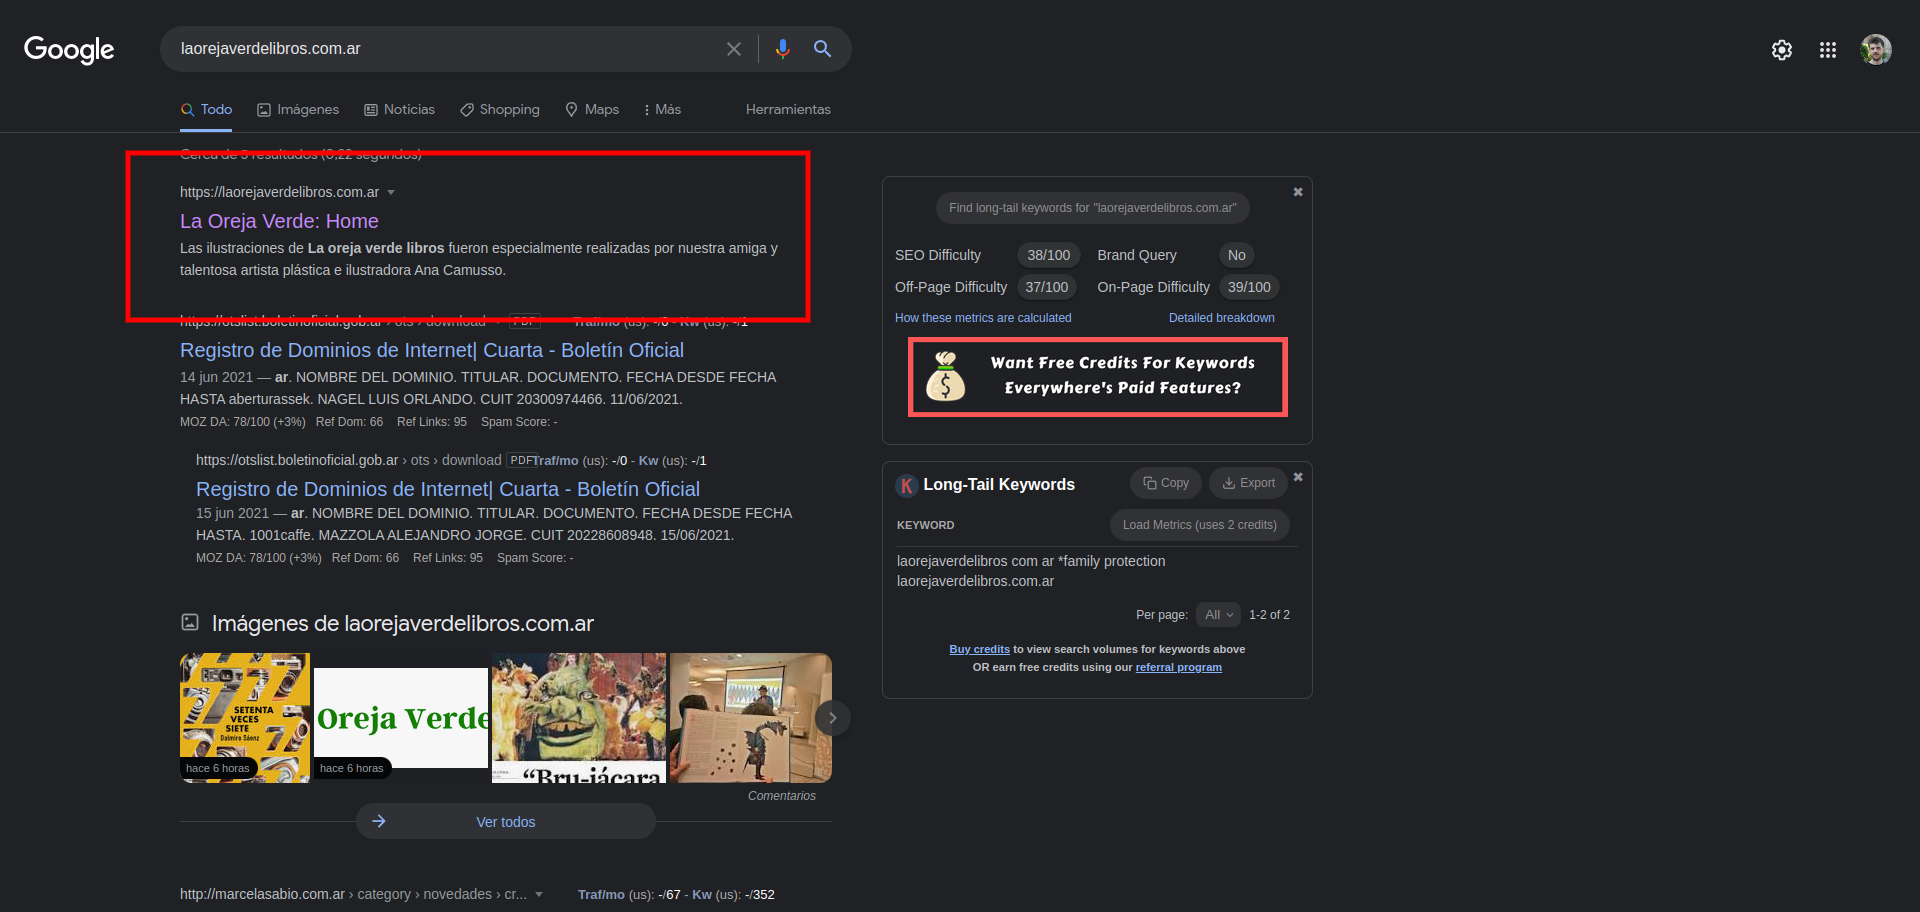 Google
laorejaverdelibros.com.ar
Todo
Imágenes
Noticias
Shopping
Maps
Más
Herramientas
Cerca de 5 resultados (0,22 segundos)
https://laorejaverdelibros.com.ar
La Oreja Verde: Home
Las ilustraciones de La oreja verde libros fueron especialmente realizadas por nuestra amiga y
talentosa artista plástica e ilustradora Ana Camusso.
https://otslist.boletinoficial.gob.ar › ots › download PDF Traf/mo (us): -/0 - Kw (us): -/1
Registro de Dominios de Internet| Cuarta - Boletín Oficial
14 jun 2021 — ar. NOMBRE DEL DOMINIO. TITULAR. DOCUMENTO. FECHA DESDE FECHA
HASTA aberturassek. NAGEL LUIS ORLANDO. CUIT 20300974466. 11/06/2021.
MOZ DA: 78/100 (+3%) Ref Dom: 66 Ref Links: 95 Spam Score: -
https://otslist.boletinoficial.gob.ar › ots › download PDF Traf/mo (us): -/0 - Kw (us): -/1
Registro de Dominios de Internet| Cuarta - Boletín Oficial
15 jun 2021 — ar. NOMBRE DEL DOMINIO. TITULAR. DOCUMENTO. FECHA DESDE FECHA
HASTA. 1001caffe. MAZZOLA ALEJANDRO JORGE. CUIT 20228608948. 15/06/2021.
MOZ DA: 78/100 (+3%) Ref Dom: 66 Ref Links: 95 Spam Score: -
Imágenes de laorejaverdelibros.com.ar
SETENTA
VECES
SIETE
Dalmiro Sáenz
hace 6 horas
Oreja Verde
hace 6 horas
“Bru-jácara
Comentarios
Ver todos
http://marcelasabio.com.ar › category › novedades › cr... Traf/mo (us): -/67 - Kw (us): -/352
Find long-tail keywords for "laorejaverdelibros.com.ar"
SEO Difficulty 38/100 Brand Query No
Off-Page Difficulty 37/100 On-Page Difficulty 39/100
How these metrics are calculated Detailed breakdown
Want Free Credits For Keywords
Everywhere's Paid Features?
Long-Tail Keywords
Copy
Export
KEYWORD
Load Metrics (uses 2 credits)
laorejaverdelibros com ar *family protection
laorejaverdelibros.com.ar
Per page: All 1-2 of 2
Buy credits to view search volumes for keywords above
OR earn free credits using our referral program